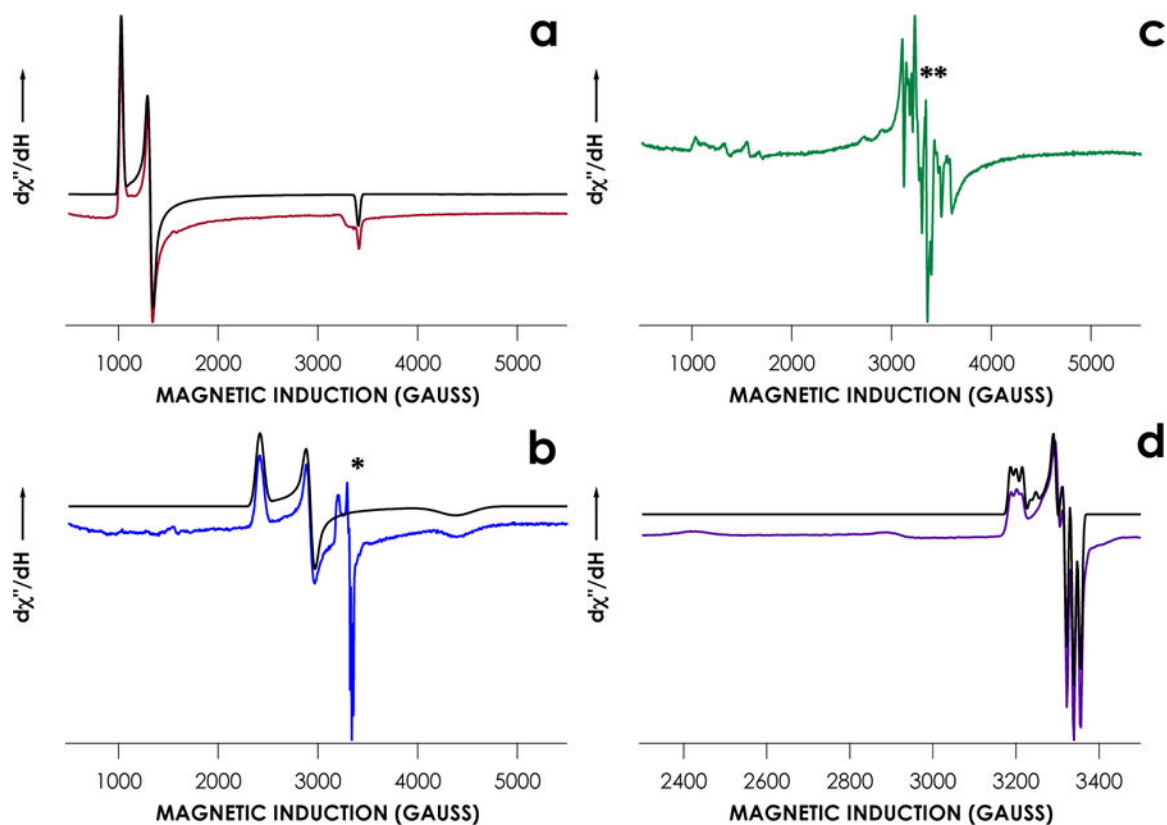 a
dχ"/dH
1000 2000 3000 4000 5000
MAGNETIC INDUCTION (GAUSS)
c
**
dχ"/dH
1000 2000 3000 4000 5000
MAGNETIC INDUCTION (GAUSS)
b
*
dχ"/dH
1000 2000 3000 4000 5000
MAGNETIC INDUCTION (GAUSS)
d
dχ"/dH
2400 2600 2800 3000 3200 3400
MAGNETIC INDUCTION (GAUSS)